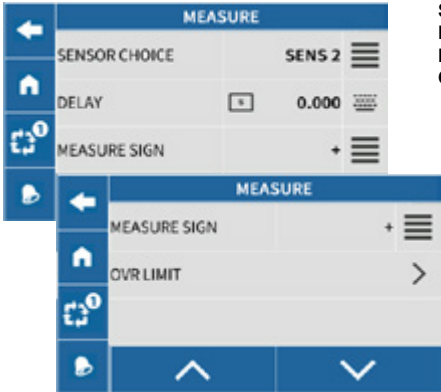 MEASURE
SENSOR CHOICE SENS 2
DELAY s 0.000
MEASURE SIGN +
1
MEASURE
MEASURE SIGN +
OVR LIMIT
1